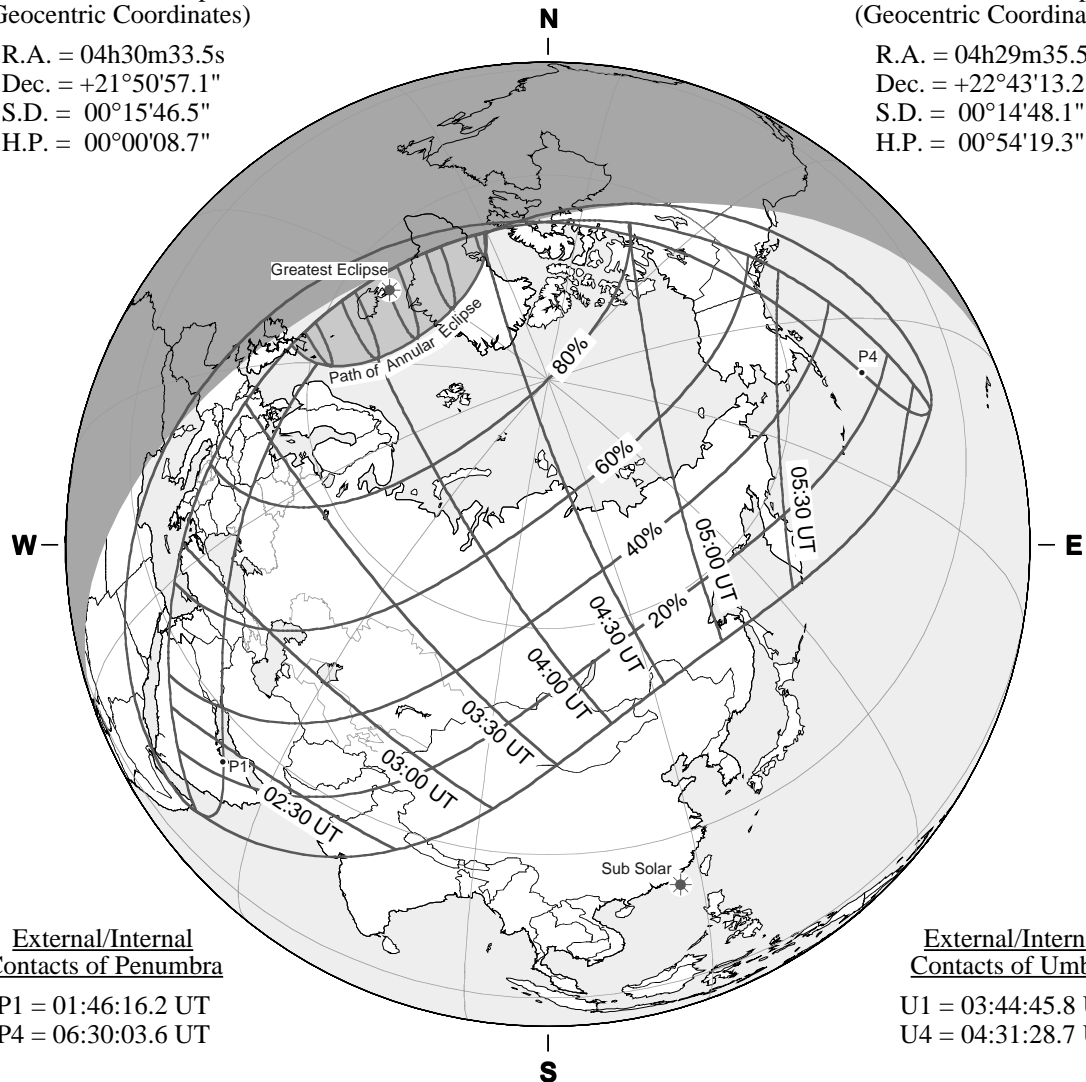 Geocentric Coordinates)
R.A. = 04h30m33.5s
Dec. = +21°50'57.1"
S.D. = 00°15'46.5"
H.P. = 00°00'08.7"
N
(Geocentric Coordina
R.A. = 04h29m35.5
Dec. = +22°43'13.2
S.D. = 00°14'48.1"
H.P. = 00°54'19.3"
Greatest Eclipse
Path of Annular Eclipse
80%
P4
60%
05:30 UT
40%
05:00 UT
W
E
20%
04:30 UT
04:00 UT
03:30 UT
03:00 UT
P1
02:30 UT
Sub Solar
External/Internal
Contacts of Penumbra
P1 = 01:46:16.2 UT
P4 = 06:30:03.6 UT
External/Intern
Contacts of Umb
U1 = 03:44:45.8
U4 = 04:31:28.7
S